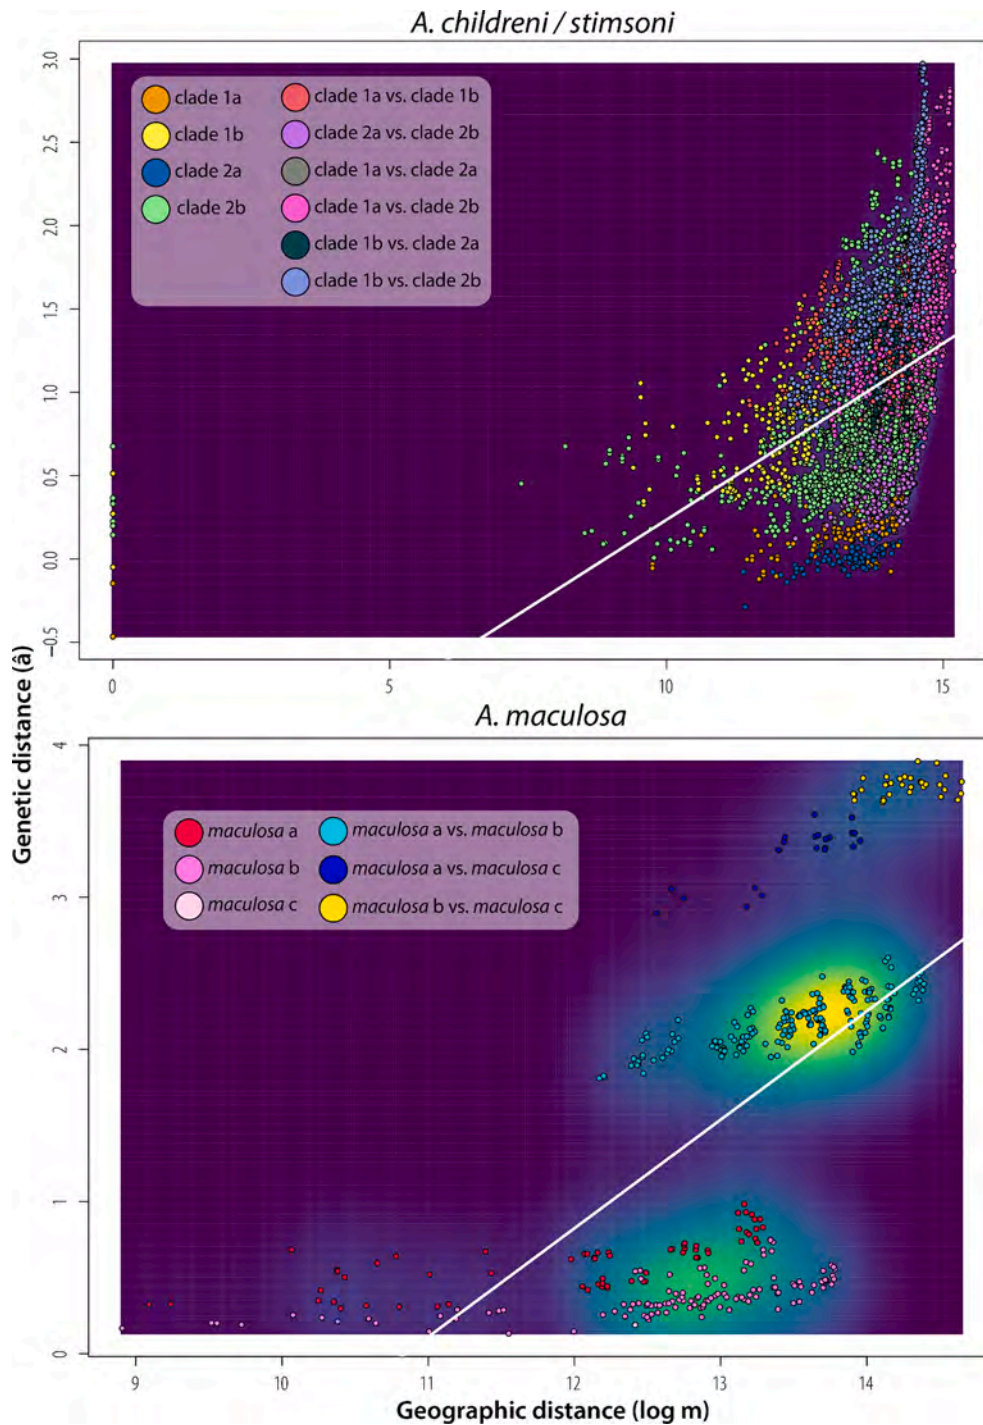 A. childreni / stimsoni
3.0
2.5
2.0
1.5
1.0
0.5
0.0
−0.5
clade 1a
clade 1b
clade 2a
clade 2b
clade 1a vs. clade 1b
clade 2a vs. clade 2b
clade 1a vs. clade 2a
clade 1a vs. clade 2b
clade 1b vs. clade 2a
clade 1b vs. clade 2b
0 5 10 15
Genetic distance (â)
A. maculosa
4
3
2
1
0
maculosa a
maculosa b
maculosa c
maculosa a vs. maculosa b
maculosa a vs. maculosa c
maculosa b vs. maculosa c
9 10 11 12 13 14
Geographic distance (log m)